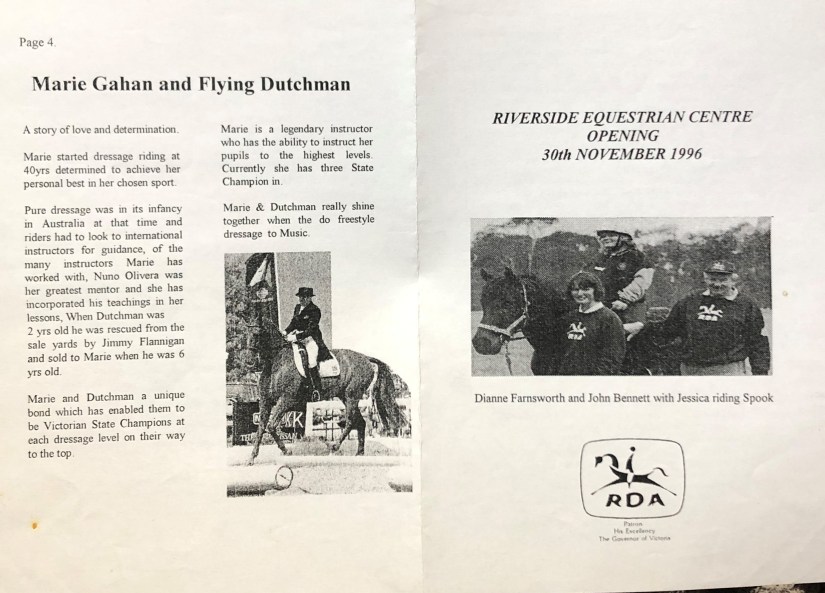 Page 4.
Marie Gahan and Flying Dutchman
A story of love and determination.
Marie started dressage riding at
40yrs determined to achieve her
personal best in her chosen sport.
Pure dressage was in its infancy
in Australia at that time and
riders had to look to international
instructors for guidance, of the
many instructors Marie has
worked with, Nuno Olivera was
her greatest mentor and she has
incorporated his teachings in her
lessons, When Dutchman was
2 yrs old he was rescued from the
sale yards by Jimmy Flannigan
and sold to Marie when he was 6
yrs old.
Marie and Dutchman a unique
bond which has enabled them to
be Victorian State Champions at
each dressage level on their way
to the top.
Marie is a legendary instructor
who has the ability to instruct her
pupils to the highest levels.
Currently she has three State
Champion in.
Marie & Dutchman really shine
together when the do freestyle
dressage to Music.
RIVERSIDE EQUESTRIAN CENTRE
OPENING
30th NOVEMBER 1996
RDA
RDA
Dianne Farnsworth and John Bennett with Jessica riding Spook
RDA
Patron
His Excellency
The Governor of Victoria